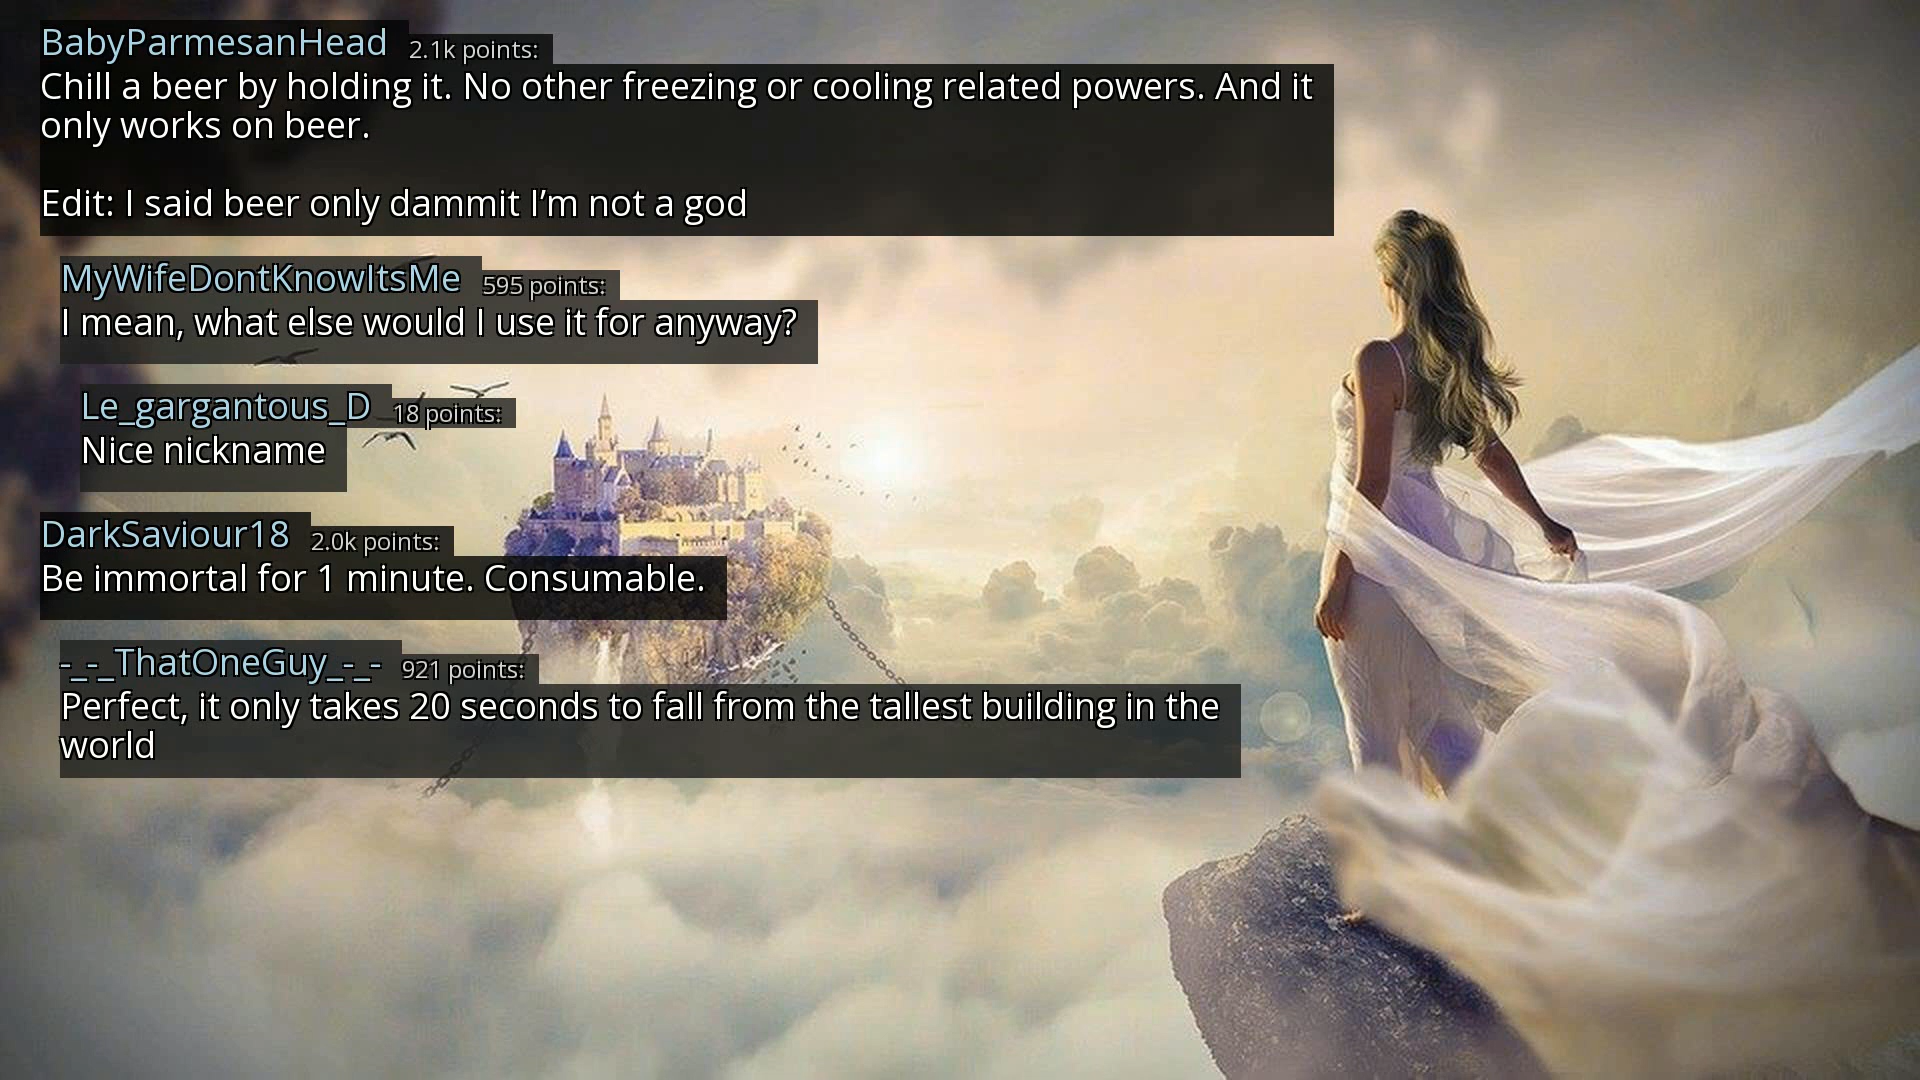 BabyParmesanHead 2.1k points:
Chill a beer by holding it. No other freezing or cooling related powers. And it
only works on beer.
Edit: I said beer only dammit I’m not a god
MyWifeDontKnowItsMe 595 points:
I mean, what else would I use it for anyway?
Le_gargantous_D 18 points:
Nice nickname
DarkSaviour18 2.0k points:
Be immortal for 1 minute. Consumable.
-_-_ThatOneGuy_-_- 921 points:
Perfect, it only takes 20 seconds to fall from the tallest building in the
world